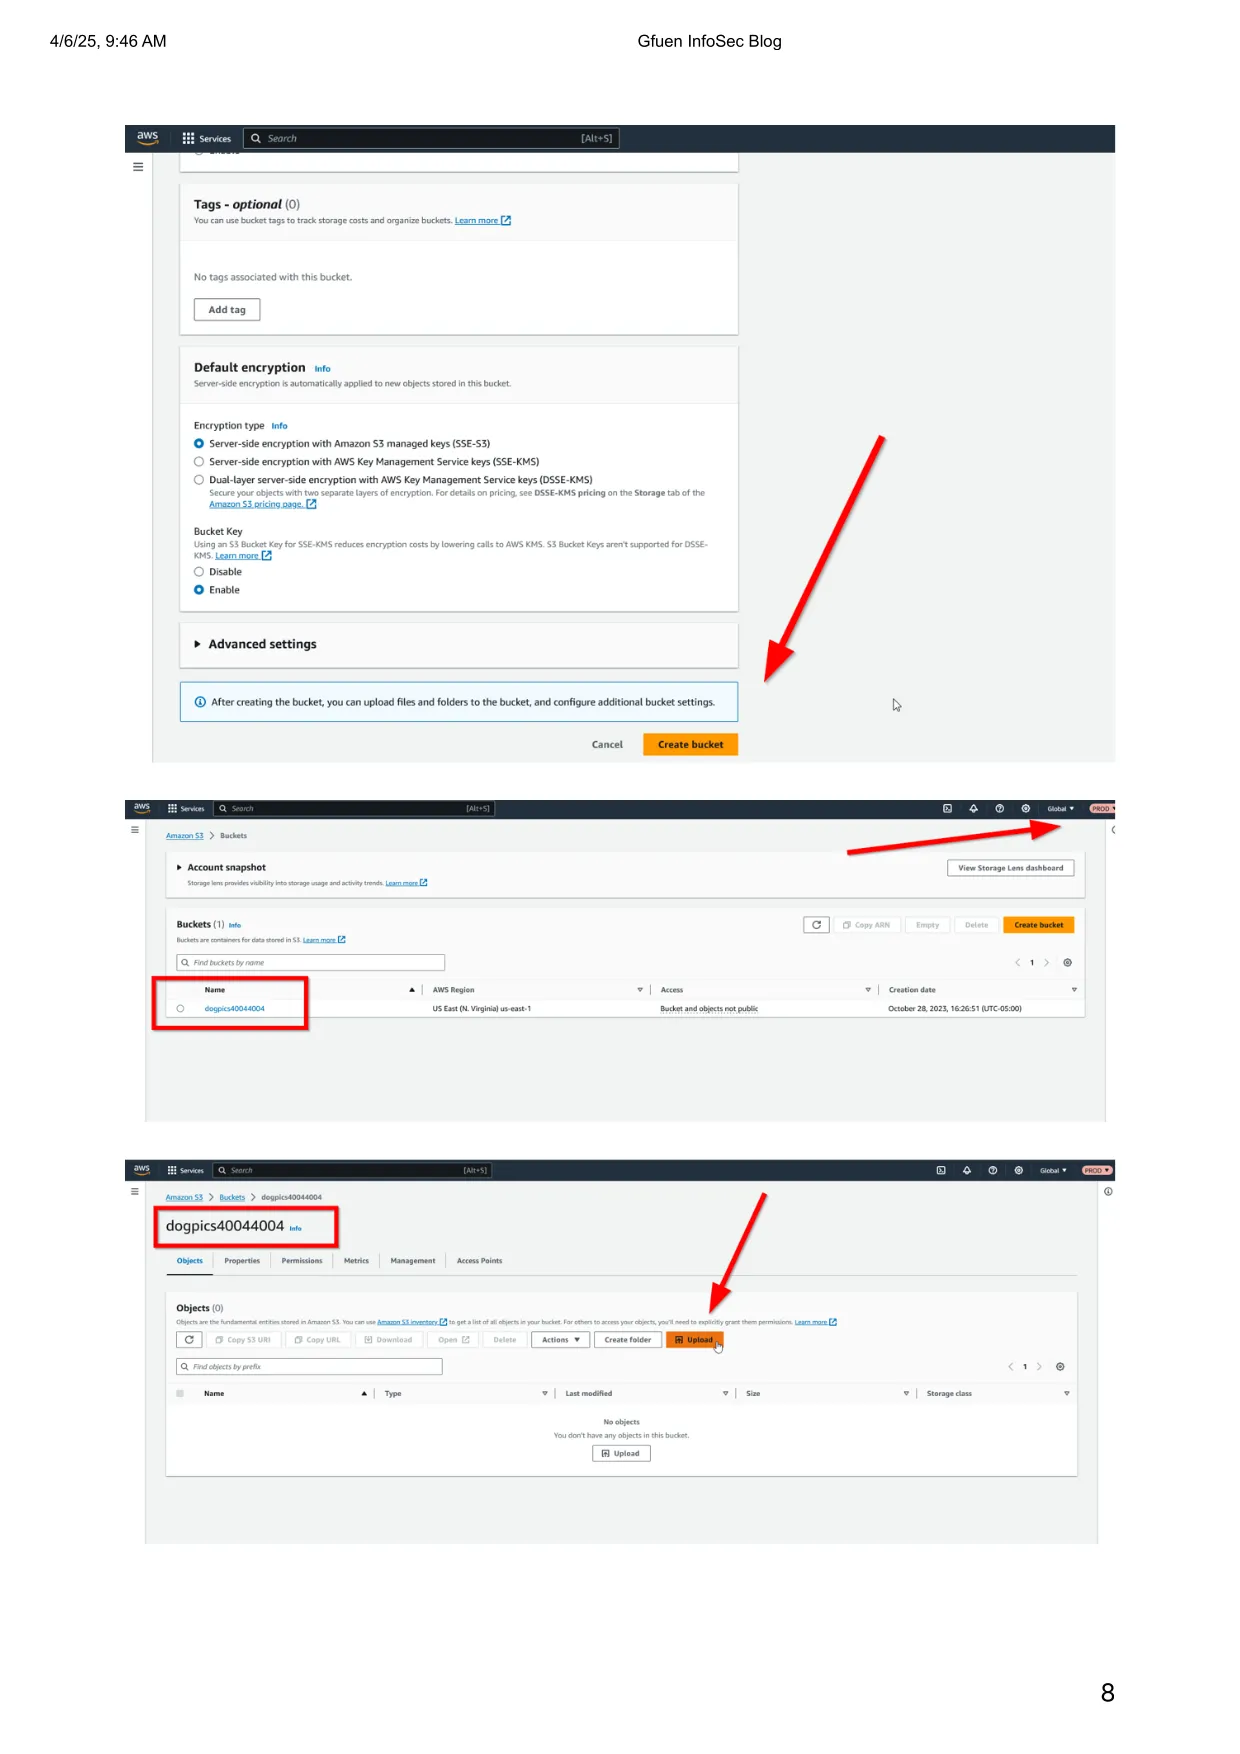 4/6/25, 9:46 AM
Gfuen InfoSec Blog
aws
Services
Search
[Alt+S]
Tags - optional (0)
You can use bucket tags to track storage costs and organize buckets. Learn more
No tags associated with this bucket.
Add tag
Default encryption Info
Server-side encryption is automatically applied to new objects stored in this bucket.
Encryption type Info
Server-side encryption with Amazon S3 managed keys (SSE-S3)
Server-side encryption with AWS Key Management Service keys (SSE-KMS)
Dual-layer server-side encryption with AWS Key Management Service keys (DSSE-KMS)
Secure your objects with two separate layers of encryption. For details on pricing, see DSSE-KMS pricing on the Storage tab of the
Amazon S3 pricing page.
Bucket Key
Using an S3 Bucket Key for SSE-KMS reduces encryption costs by lowering calls to AWS KMS. S3 Bucket Keys aren't supported for DSSE-
KMS. Learn more
Disable
Enable
Advanced settings
After creating the bucket, you can upload files and folders to the bucket, and configure additional bucket settings.
Cancel
Create bucket
aws
Services
Search
[Alt+S]
Global
PROD
Amazon S3 > Buckets
Account snapshot
View Storage Lens dashboard
Storage lens provides visibility into storage usage and activity trends. Learn more
Buckets (1) Info
Copy ARN
Empty
Delete
Create bucket
Buckets are containers for data stored in S3. Learn more
Find buckets by name
1
Name
AWS Region
Access
Creation date
dogpics40044004
US East (N. Virginia) us-east-1
Bucket and objects not public
October 28, 2023, 16:26:51 (UTC-05:00)
aws
Services
Search
[Alt+S]
Global
PROD
Amazon S3 > Buckets > dogpics40044004
dogpics40044004 Info
Objects
Properties
Permissions
Metrics
Management
Access Points
Objects (0)
Objects are the fundamental entities stored in Amazon S3. You can use Amazon S3 inventory to get a list of all objects in your bucket. For others to access your objects, you'll need to explicitly grant them permissions. Learn more
Copy S3 URI
Copy URL
Download
Open
Delete
Actions
Create folder
Upload
Find objects by prefix
1
Name
Type
Last modified
Size
Storage class
No objects
You don't have any objects in this bucket.
Upload
8